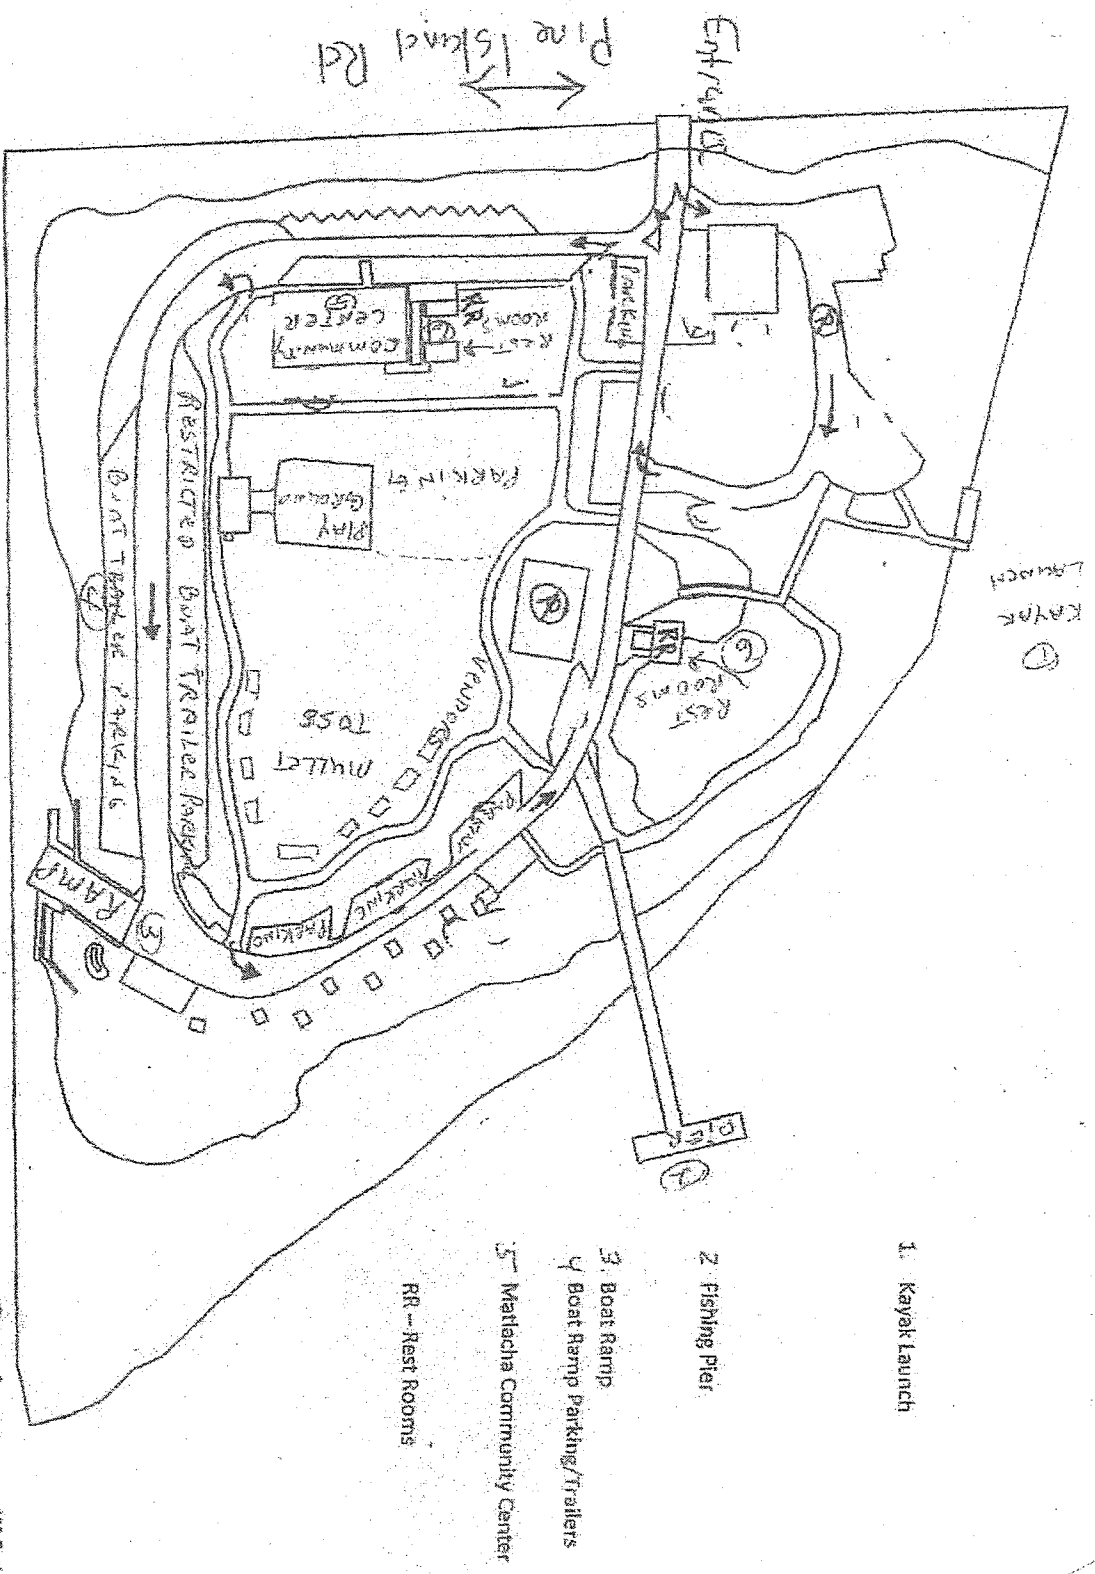 Pine Island Rd
Entrance
PARKING
REST
ROOMS
RR
6
COMMUNITY
CENTER
5
PLAY
GROUND
PARKING
RESTRICTED BOAT TRAILER PARKING
BOAT TRAILER PARKING
4
MULLET
TOSS
VENDORS
REST
ROOMS
RR
6
KAYAK
LAUNCH
1
PARKING
PARKING
PARKING
RAMP
3
PIER
1. Kayak Launch
2 Fishing Pier
3. Boat Ramp
4 Boat Ramp Parking/Trailers
5 Matlacha Community Center
RR – Rest Rooms